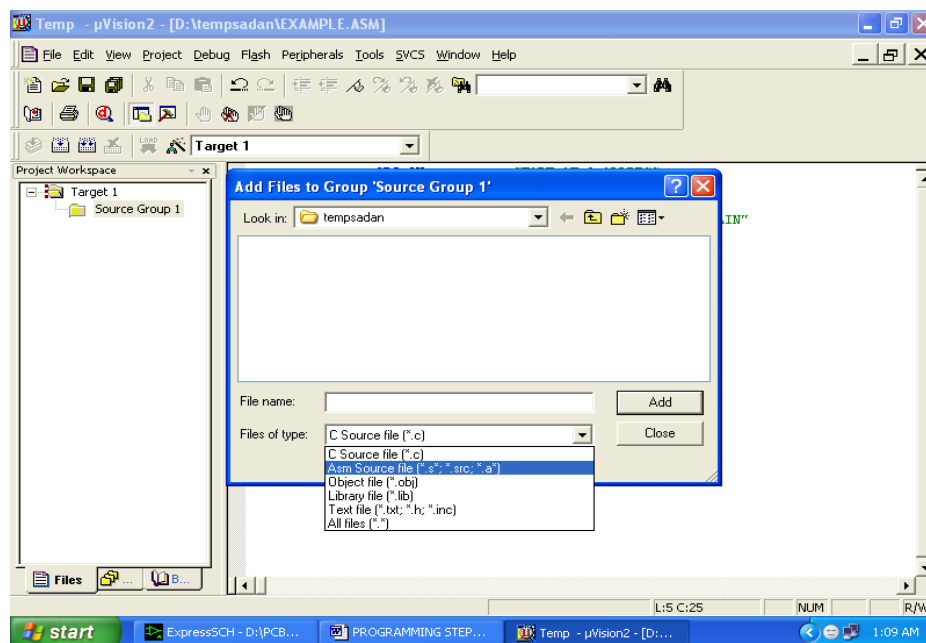 Temp - µVision2 - [D:\tempsadan\EXAMPLE.ASM]
File Edit View Project Debug Flash Peripherals Tools SVCS Window Help
Target 1
Project Workspace
Target 1
Source Group 1
Add Files to Group 'Source Group 1'
Look in: tempsadan
IN"
File name:
Add
Files of type: C Source file (*.c)
Close
C Source file (*.c)
Asm Source file (*.s*; *.src; *.a*)
Object file (*.obj)
Library file (*.lib)
Text file (*.txt; *.h; *.inc)
All files (*.*)
Files ... B...
L:5 C:25 NUM R/W
start ExpressSCH - D:\PCB... PROGRAMMING STEP... Temp - µVision2 - [D:... 1:09 AM